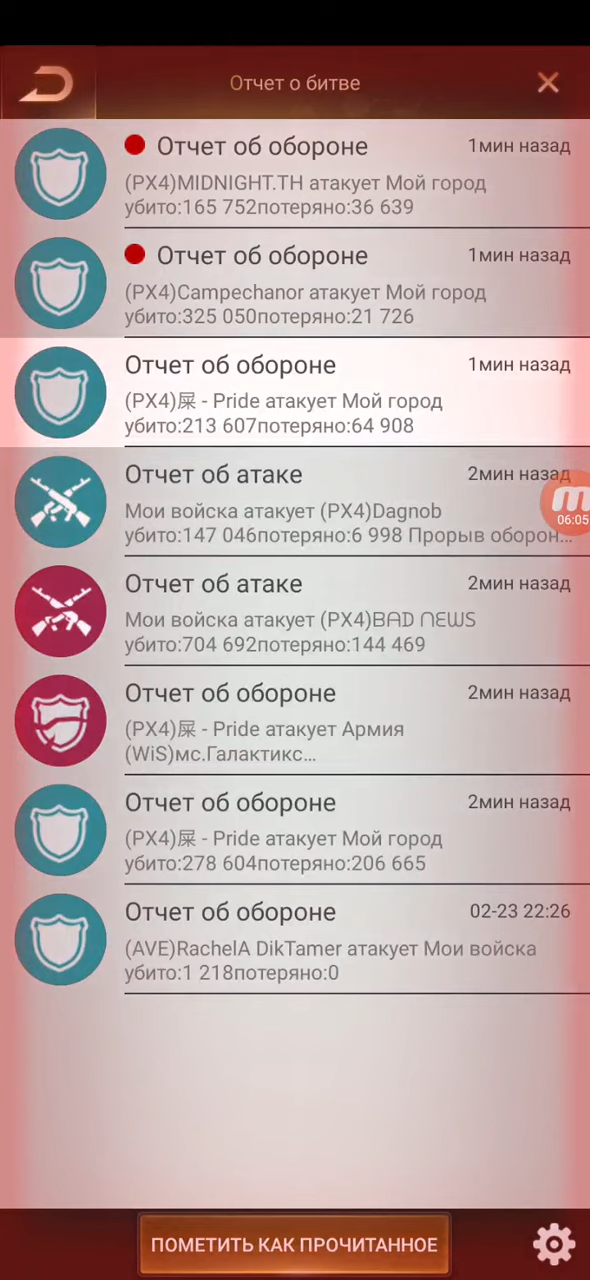 Отчет о битве
Отчет об обороне 1мин назад
(PX4)MIDNIGHT.TH атакует Мой город
убито:165 752потеряно:36 639
Отчет об обороне 1мин назад
(PX4)Campechanor атакует Мой город
убито:325 050потеряно:21 726
Отчет об обороне 1мин назад
(PX4)屎 - Pride атакует Мой город
убито:213 607потеряно:64 908
Отчет об атаке 2мин назад
Мои войска атакует (PX4)Dagnob
убито:147 046потеряно:6 998 Прорыв оборон...
06:05
Отчет об атаке 2мин назад
Мои войска атакует (PX4)BAD NEWS
убито:704 692потеряно:144 469
Отчет об обороне 2мин назад
(PX4)屎 - Pride атакует Армия
(WiS)мс.Галактикс...
Отчет об обороне 2мин назад
(PX4)屎 - Pride атакует Мой город
убито:278 604потеряно:206 665
Отчет об обороне 02-23 22:26
(AVE)RachelA DikTamer атакует Мои войска
убито:1 218потеряно:0
ПОМЕТИТЬ КАК ПРОЧИТАННОЕ